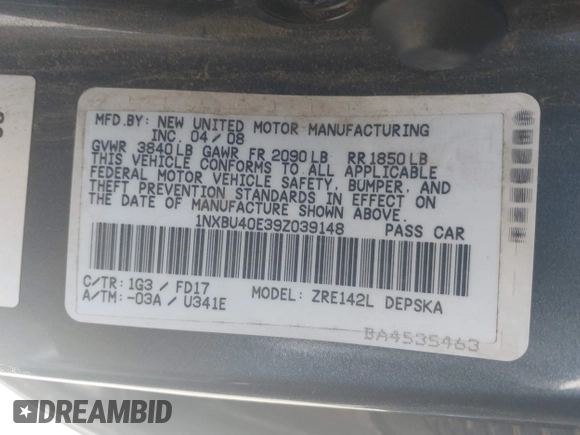 MFD.BY: NEW UNITED MOTOR MANUFACTURING
INC. 04 / 08
GVWR 3840LB GAWR FR 2090LB RR1850LB
THIS VEHICLE CONFORMS TO ALL APPLICABLE
FEDERAL MOTOR VEHICLE SAFETY, BUMPER, AND
THEFT PREVENTION STANDARDS IN EFFECT ON
THE DATE OF MANUFACTURE SHOWN ABOVE.
1NXBU40E39Z039148 PASS CAR
C/TR: 1G3 / FD17
A/TM: -03A / U341E
MODEL: ZRE142L DEPSKA
BA4535463
DREAMBID